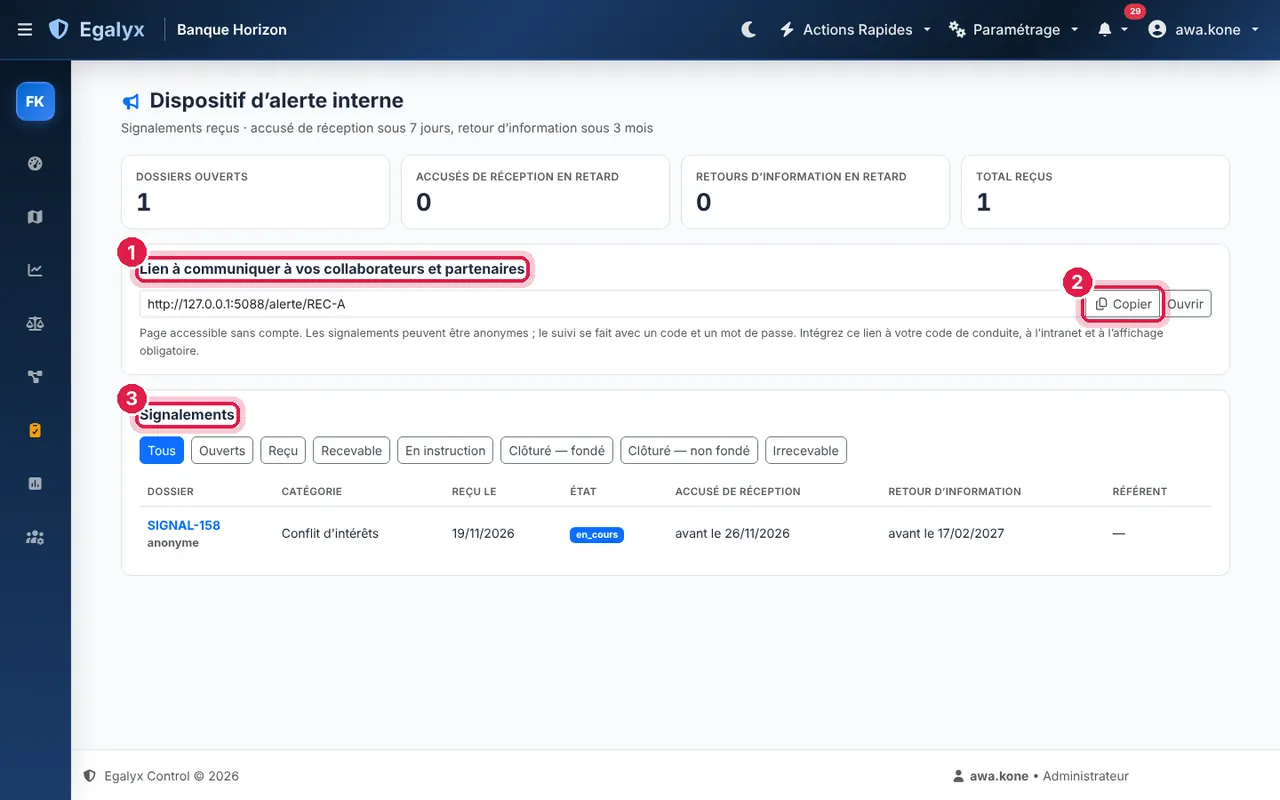 Egalyx
Banque Horizon
Actions Rapides
Paramétrage
29
awa.kone
FK
Dispositif d’alerte interne
Signalements reçus · accusé de réception sous 7 jours, retour d’information sous 3 mois
DOSSIERS OUVERTS
1
ACCUSÉS DE RÉCEPTION EN RETARD
0
RETOURS D’INFORMATION EN RETARD
0
TOTAL REÇUS
1
1
Lien à communiquer à vos collaborateurs et partenaires
2
http://127.0.0.1:5088/alerte/REC-A
Copier
Ouvrir
Page accessible sans compte. Les signalements peuvent être anonymes ; le suivi se fait avec un code et un mot de passe. Intégrez ce lien à votre code de conduite, à l’intranet et à l’affichage
obligatoire.
3
Signalements
Tous
Ouverts
Reçu
Recevable
En instruction
Clôturé — fondé
Clôturé — non fondé
Irrecevable
DOSSIER CATÉGORIE REÇU LE ÉTAT ACCUSÉ DE RÉCEPTION RETOUR D’INFORMATION RÉFÉRENT
SIGNAL-158 Conflit d'intérêts 19/11/2026 en_cours avant le 26/11/2026 avant le 17/02/2027 —
anonyme
Egalyx Control © 2026
awa.kone • Administrateur